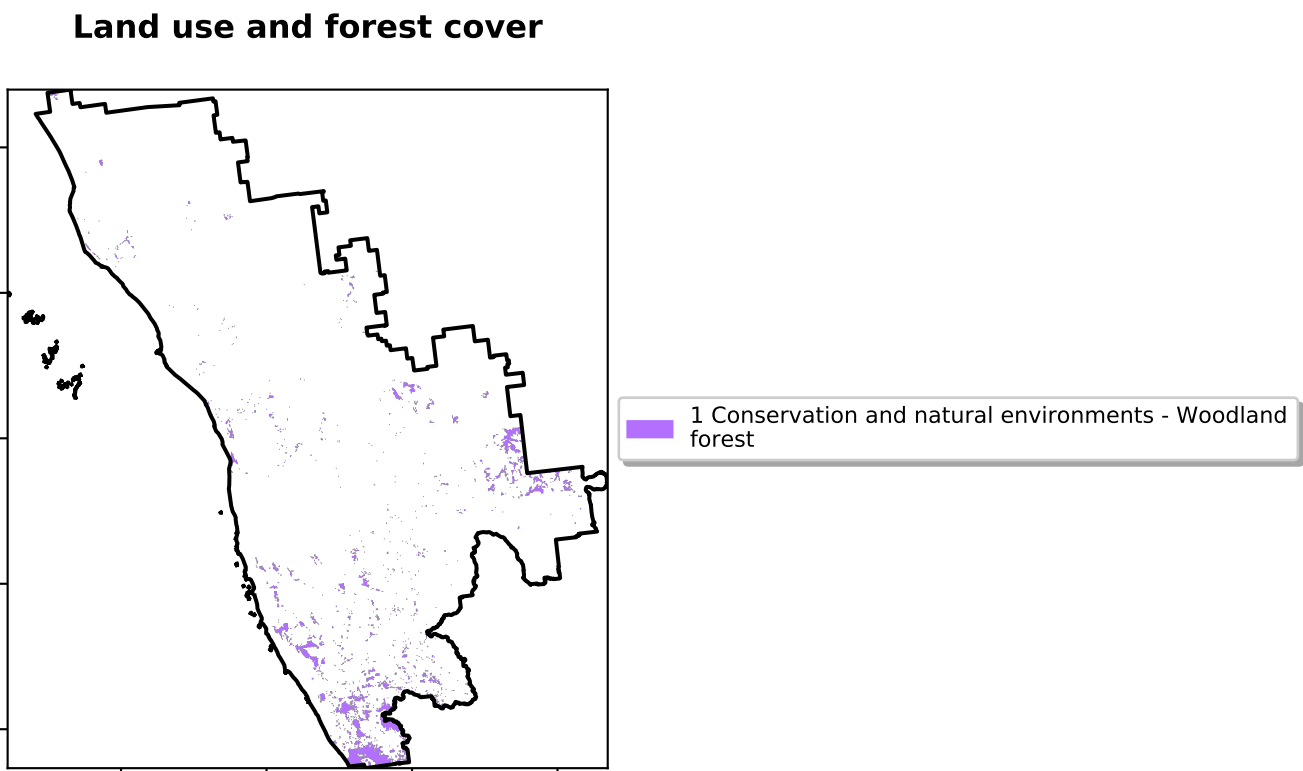 Land use and forest cover
1 Conservation and natural environments - Woodland
forest